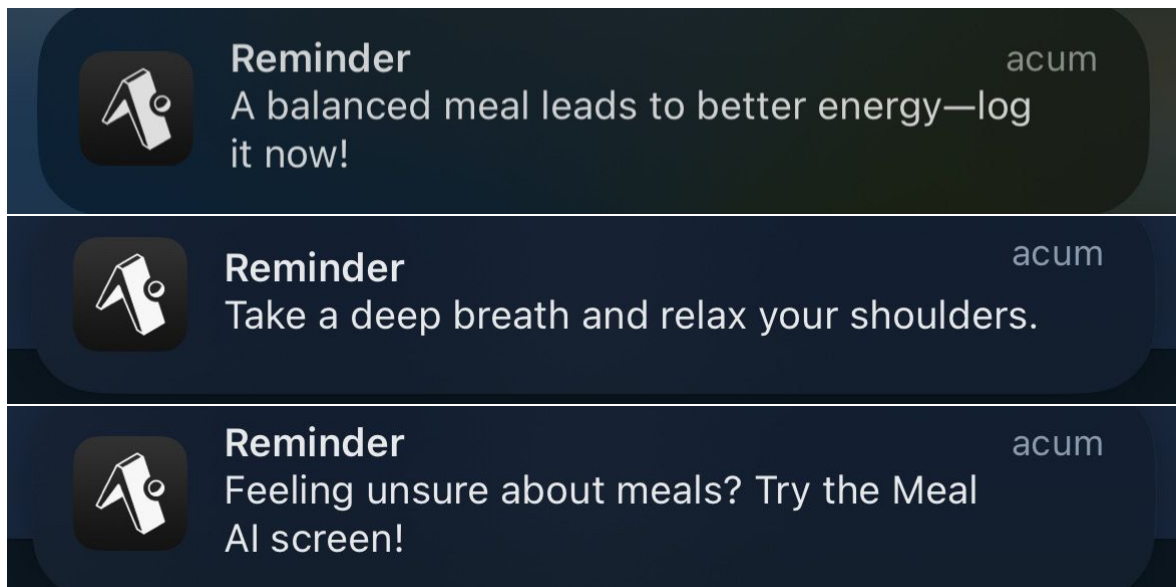 Reminder
acum
A balanced meal leads to better energy—log
it now!
Reminder
acum
Take a deep breath and relax your shoulders.
Reminder
acum
Feeling unsure about meals? Try the Meal
AI screen!